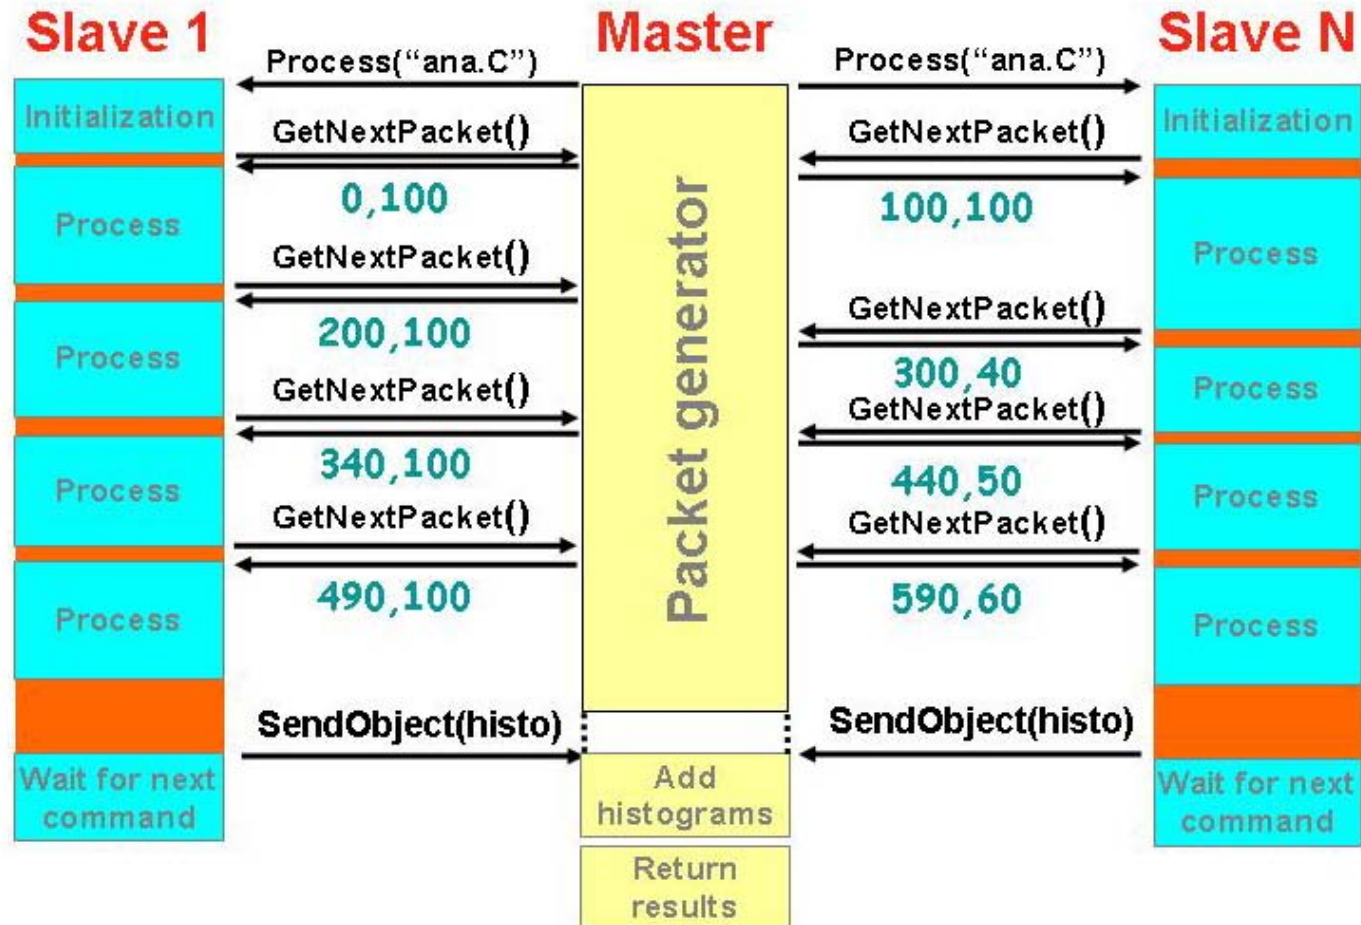 Slave 1
Master
Slave N
Process("ana.C")
Process("ana.C")
Initialization
Initialization
GetNextPacket()
GetNextPacket()
0,100
100,100
Process
Process
GetNextPacket()
GetNextPacket()
200,100
300,40
Process
Process
GetNextPacket()
GetNextPacket()
340,100
440,50
Process
Process
GetNextPacket()
GetNextPacket()
490,100
590,60
Process
Process
Packet generator
SendObject(histo)
SendObject(histo)
Wait for next
command
Add
histograms
Wait for next
command
Return
results